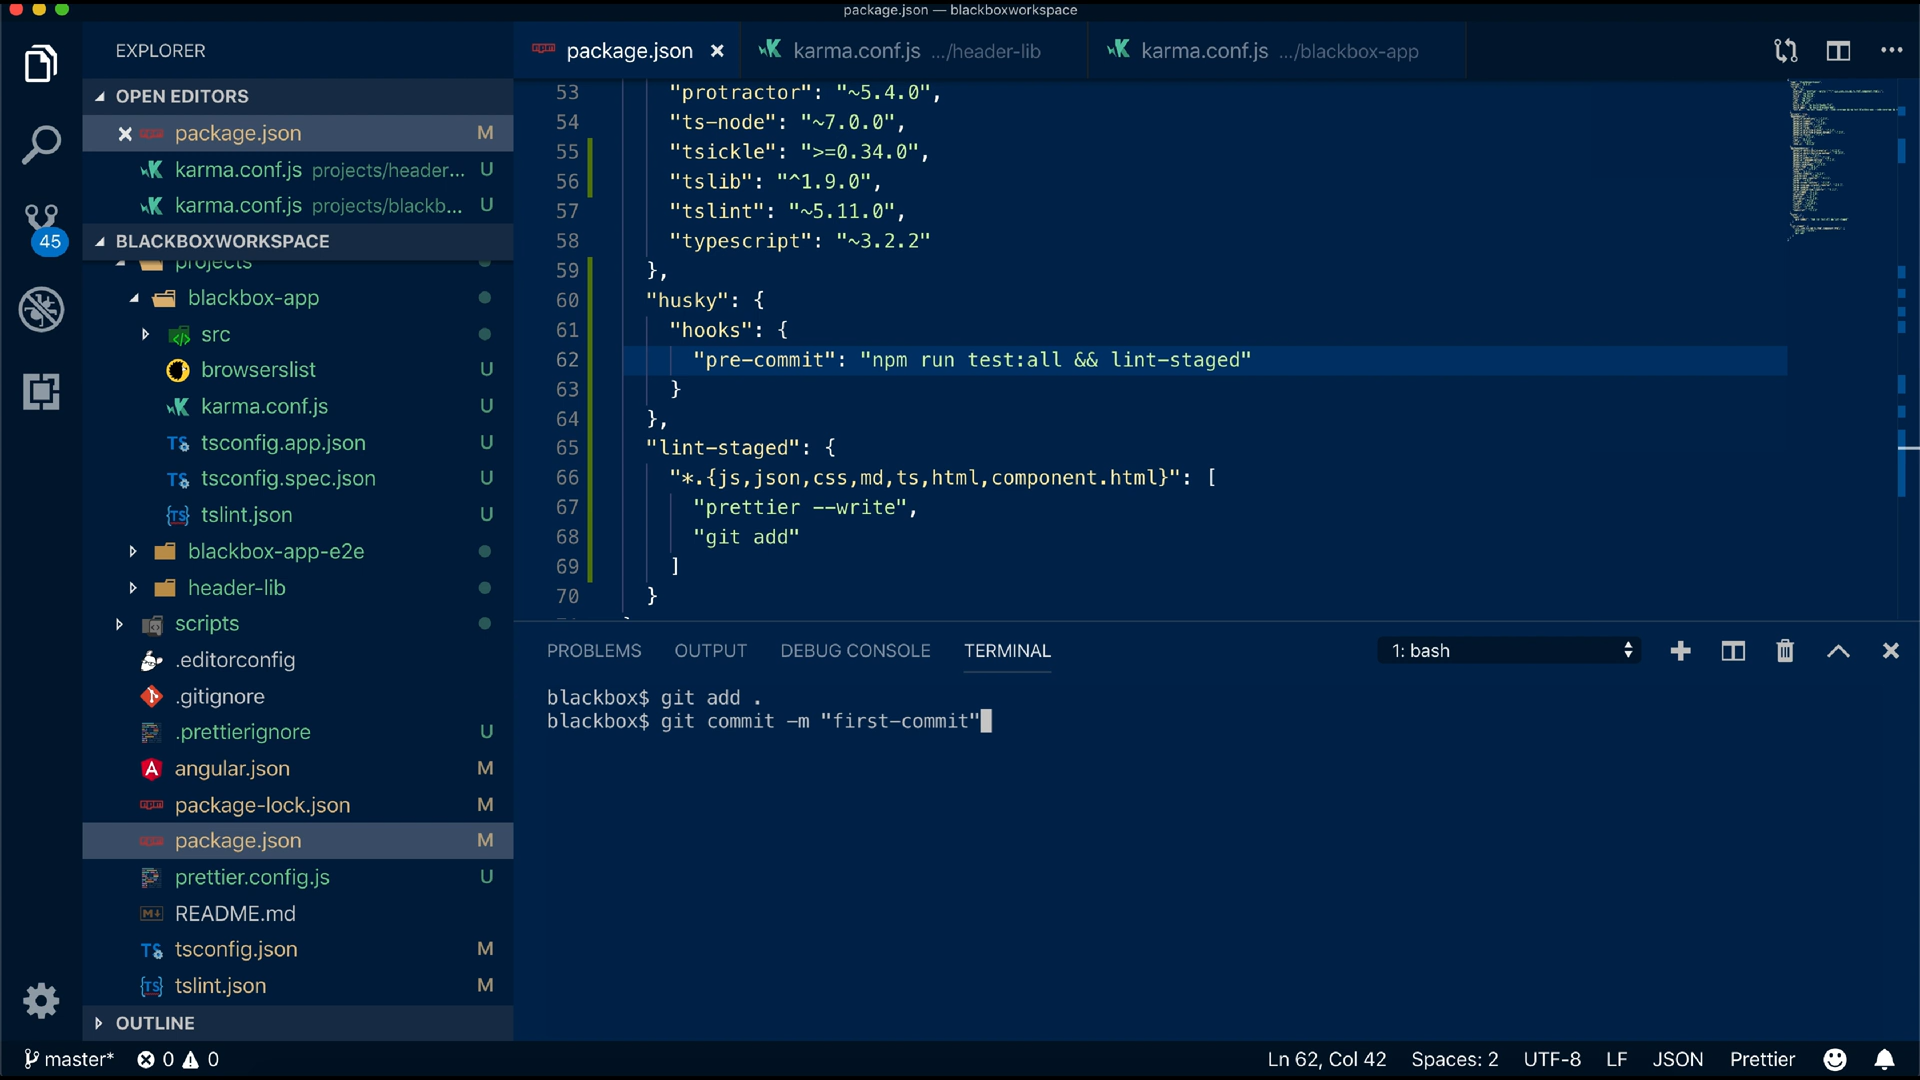 package.json — blackboxworkspace
EXPLORER
OPEN EDITORS
package.json M
karma.conf.js projects/header... U
karma.conf.js projects/blackb... U
45
BLACKBOXWORKSPACE
projects
blackbox-app
src
browserslist U
karma.conf.js U
tsconfig.app.json U
tsconfig.spec.json U
tslint.json U
blackbox-app-e2e
header-lib
scripts
.editorconfig
.gitignore
.prettierignore U
angular.json M
package-lock.json M
package.json M
prettier.config.js U
README.md
tsconfig.json M
tslint.json M
OUTLINE
package.json
karma.conf.js .../header-lib
karma.conf.js .../blackbox-app
53 "protractor": "~5.4.0",
54 "ts-node": "~7.0.0",
55 "tsickle": ">=0.34.0",
56 "tslib": "^1.9.0",
57 "tslint": "~5.11.0",
58 "typescript": "~3.2.2"
59 },
60 "husky": {
61 "hooks": {
62 "pre-commit": "npm run test:all && lint-staged"
63 }
64 },
65 "lint-staged": {
66 "*.{js,json,css,md,ts,html,component.html}": [
67 "prettier --write",
68 "git add"
69 ]
70 }
PROBLEMS OUTPUT DEBUG CONSOLE TERMINAL
1: bash
blackbox$ git add .
blackbox$ git commit -m "first-commit"
master* 0 0
Ln 62, Col 42 Spaces: 2 UTF-8 LF JSON Prettier